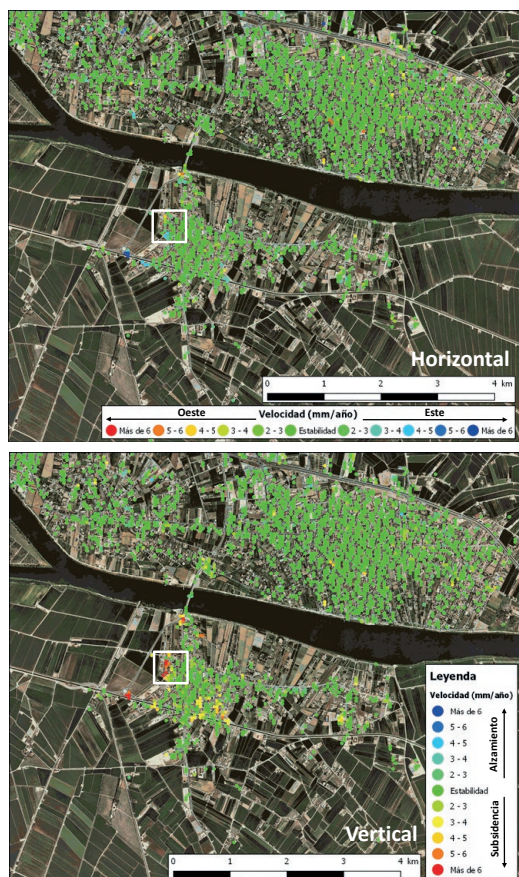 Horizontal
0 1 2 3 4 km
Oeste Velocidad (mm/año) Este
Más de 6 5 - 6 4 - 5 3 - 4 2 - 3 Estabilidad 2 - 3 3 - 4 4 - 5 5 - 6 Más de 6
Leyenda
Velocidad (mm/año)
Más de 6
5 - 6
4 - 5
3 - 4
2 - 3
Estabilidad
2 - 3
3 - 4
4 - 5
5 - 6
Más de 6
Alzamiento
Subsidencia
Vertical
0 1 2 3 4 km